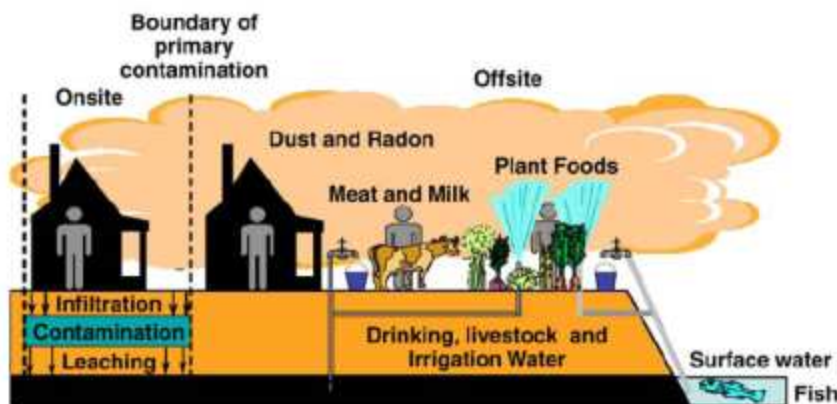 Boundary of
primary
contamination
Onsite
Offsite
Dust and Radon
Plant Foods
Meat and Milk
Infiltration
Contamination
Leaching
Drinking, livestock and
Irrigation Water
Surface water
Fish